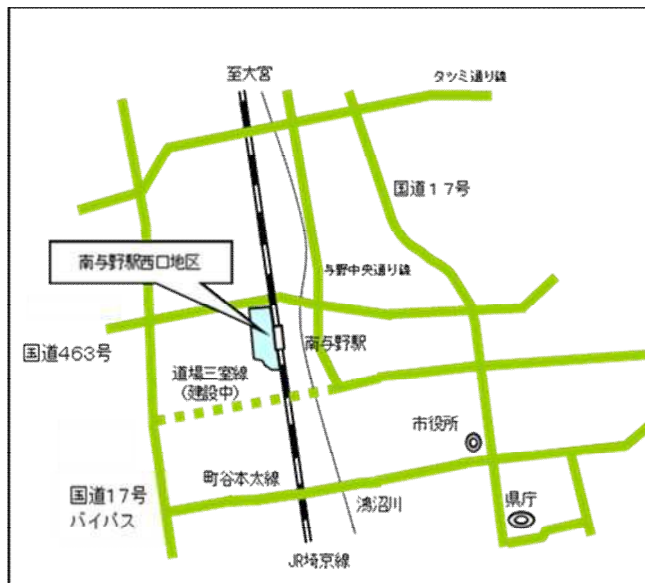 至大宮
タツミ通り線
国道17号
南与野駅西口地区
与野中央通り線
国道463号
南与野駅
道場三室線
(建設中)
市役所
町谷本太線
国道17号
バイパス
鴻沼川
県庁
JR埼京線